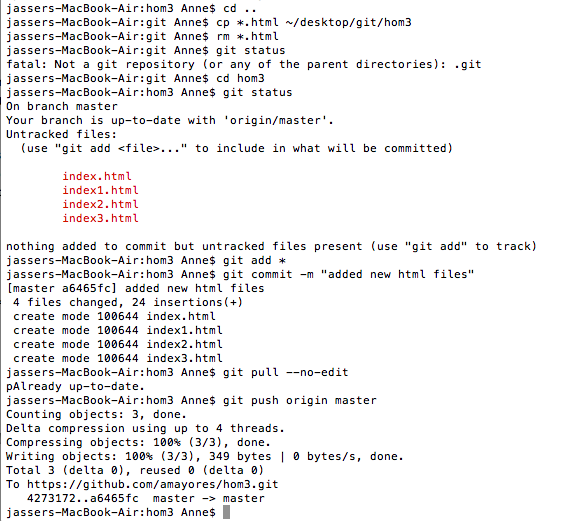 jassers-MacBook-Air:hom3 Anne$ cd ..
jassers-MacBook-Air:git Anne$ cp *.html ~/desktop/git/hom3
jassers-MacBook-Air:git Anne$ rm *.html
jassers-MacBook-Air:git Anne$ git status
fatal: Not a git repository (or any of the parent directories): .git
jassers-MacBook-Air:git Anne$ cd hom3
jassers-MacBook-Air:hom3 Anne$ git status
On branch master
Your branch is up-to-date with 'origin/master'.
Untracked files:
  (use "git add <file>..." to include in what will be committed)

        index.html
        index1.html
        index2.html
        index3.html

nothing added to commit but untracked files present (use "git add" to track)
jassers-MacBook-Air:hom3 Anne$ git add *
jassers-MacBook-Air:hom3 Anne$ git commit -m "added new html files"
[master a6465fc] added new html files
 4 files changed, 24 insertions(+)
 create mode 100644 index.html
 create mode 100644 index1.html
 create mode 100644 index2.html
 create mode 100644 index3.html
jassers-MacBook-Air:hom3 Anne$ git pull --no-edit
pAlready up-to-date.
jassers-MacBook-Air:hom3 Anne$ git push origin master
Counting objects: 3, done.
Delta compression using up to 4 threads.
Compressing objects: 100% (3/3), done.
Writing objects: 100% (3/3), 349 bytes | 0 bytes/s, done.
Total 3 (delta 0), reused 0 (delta 0)
To https://github.com/amayores/hom3.git
   4273172..a6465fc  master -> master
jassers-MacBook-Air:hom3 Anne$